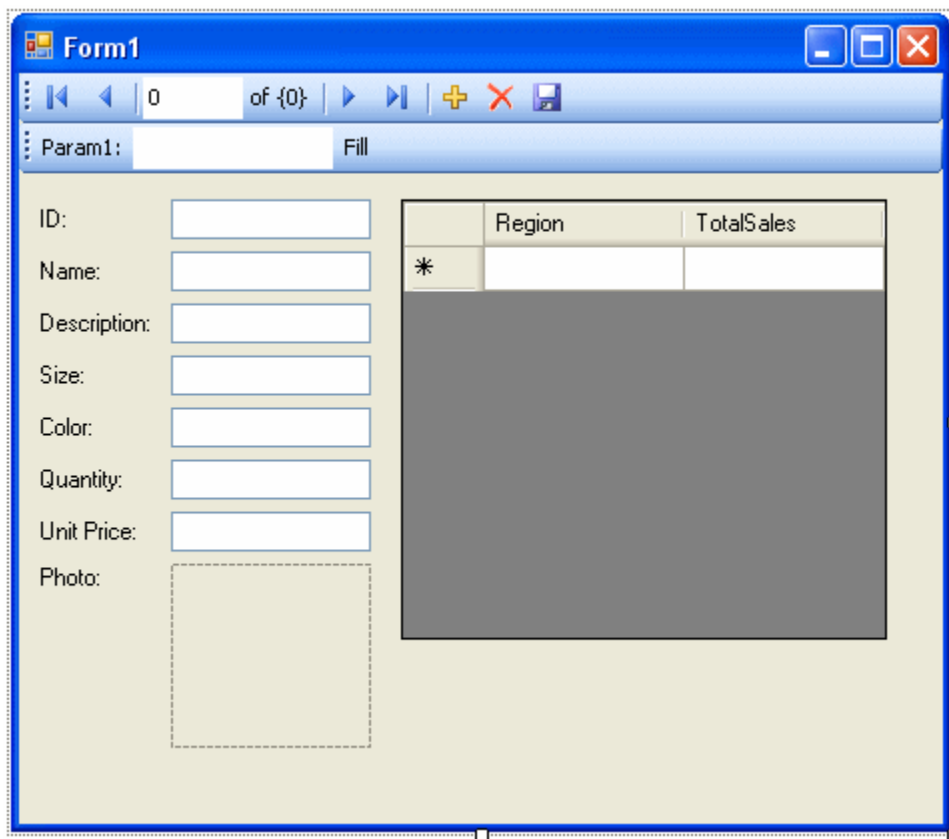 Form1
0 of {0}
Param1: Fill
ID:
Name:
Description:
Size:
Color:
Quantity:
Unit Price:
Photo:
Region TotalSales